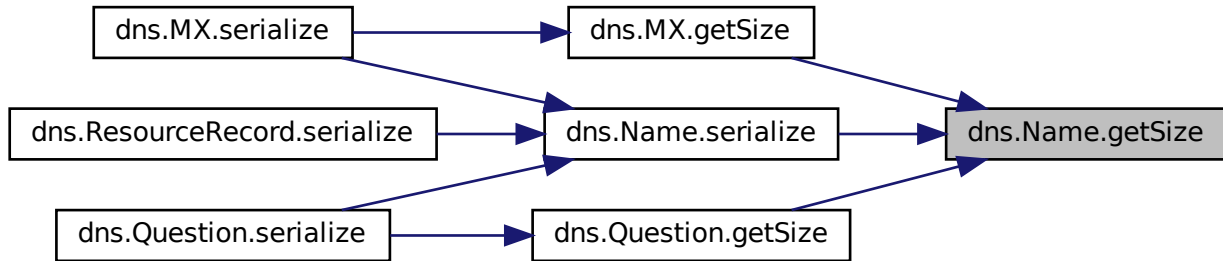 dns.MX.serialize
dns.MX.getSize
dns.ResourceRecord.serialize
dns.Name.serialize
dns.Name.getSize
dns.Question.serialize
dns.Question.getSize